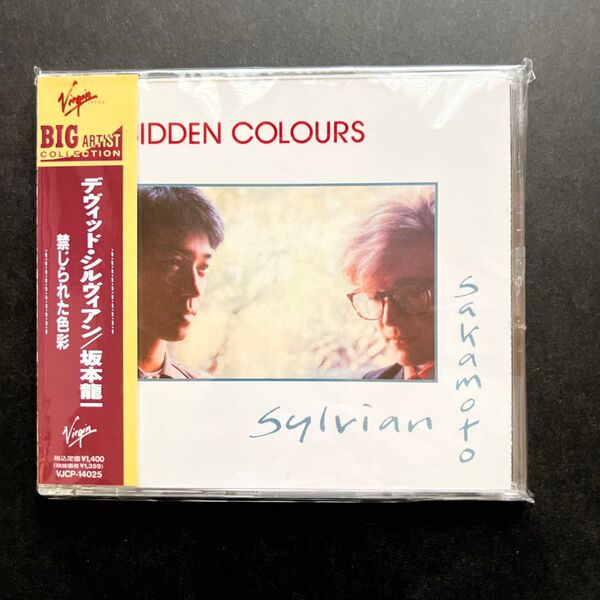 Virgin
JAPAN
BIG ARTIST
COLLECTION
デヴィッド・シルヴィアン/坂本龍一
禁じられた色彩
Virgin
税込定価¥1,400
(税抜価格¥1,359)
VJCP-14025
BIDDEN COLOURS
sylvian
sakamoto